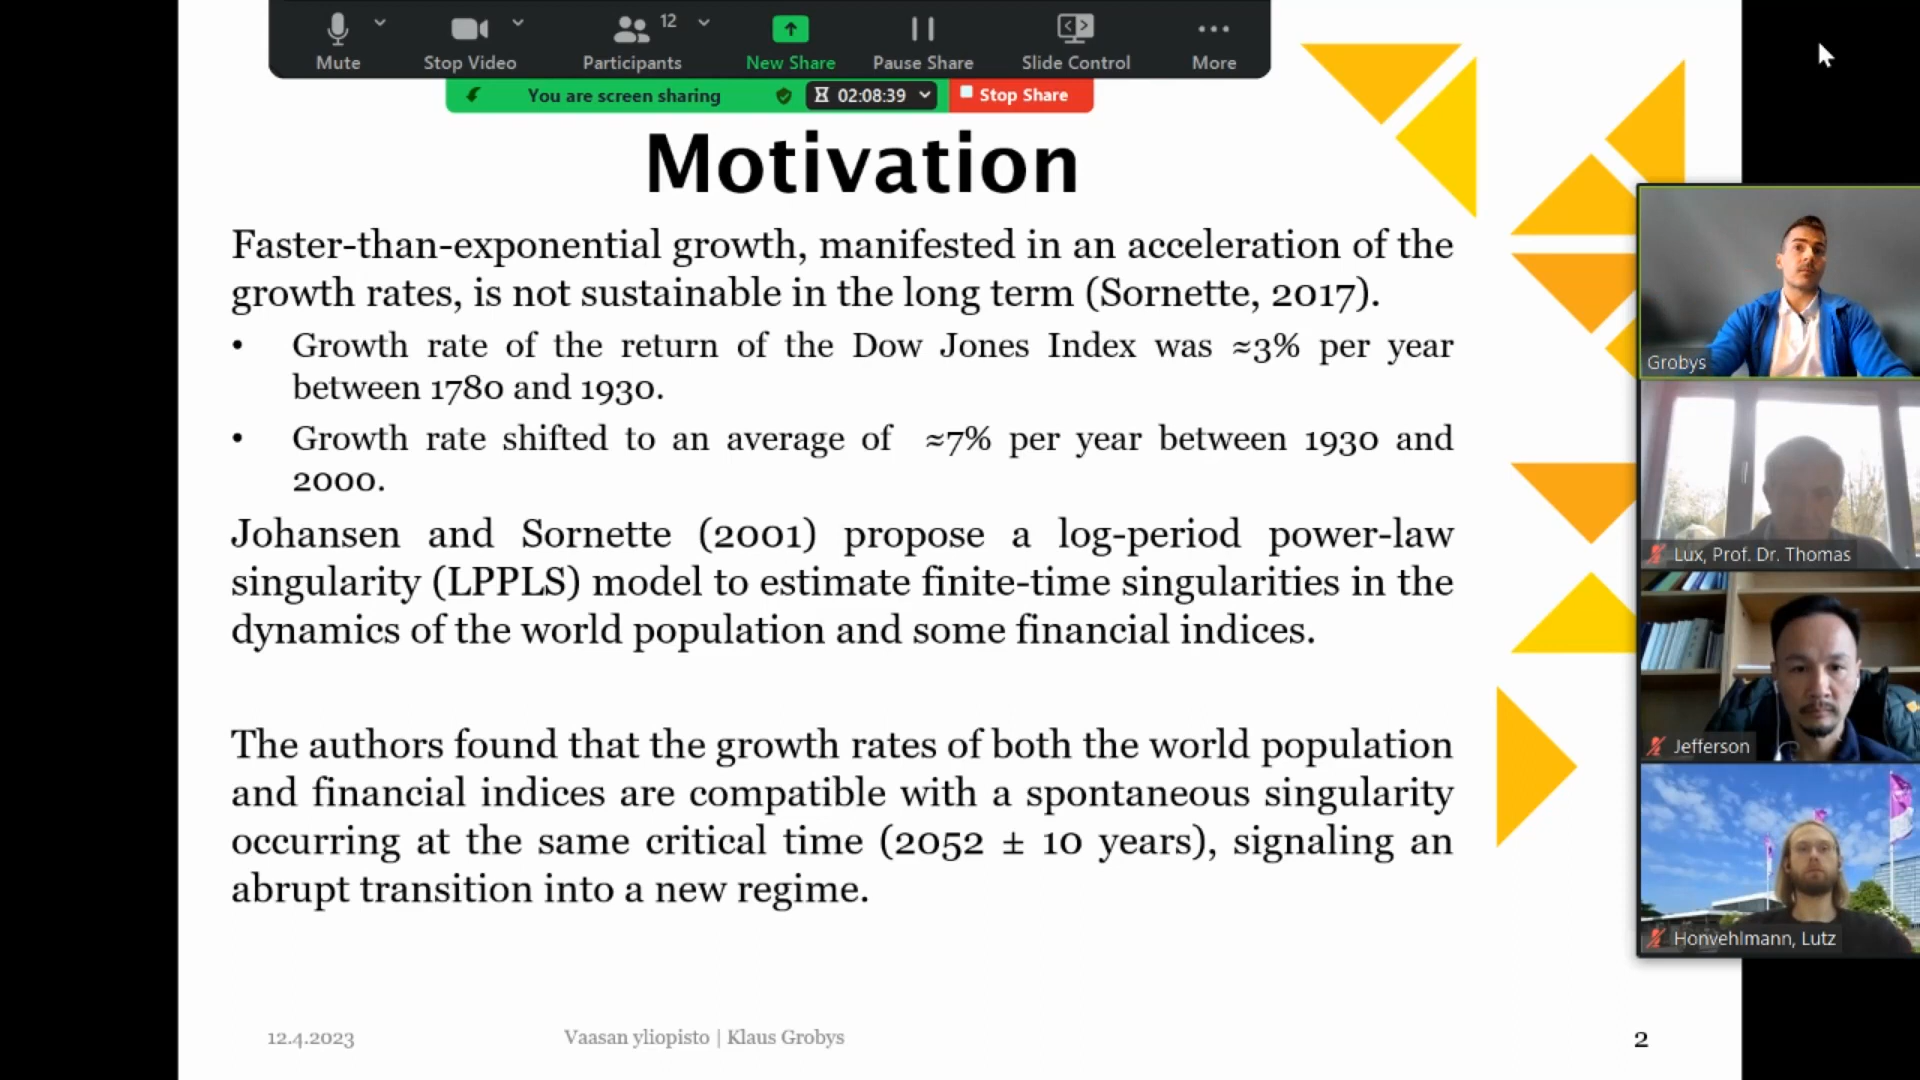 Mute
Stop Video
12
Participants
New Share
Pause Share
Slide Control
More
You are screen sharing
02:08:39
Stop Share
Motivation
Faster-than-exponential growth, manifested in an acceleration of the
growth rates, is not sustainable in the long term (Sornette, 2017).
• Growth rate of the return of the Dow Jones Index was ≈3% per year
between 1780 and 1930.
• Growth rate shifted to an average of ≈7% per year between 1930 and
2000.
Johansen and Sornette (2001) propose a log-period power-law
singularity (LPPLS) model to estimate finite-time singularities in the
dynamics of the world population and some financial indices.
The authors found that the growth rates of both the world population
and financial indices are compatible with a spontaneous singularity
occurring at the same critical time (2052 ± 10 years), signaling an
abrupt transition into a new regime.
12.4.2023
Vaasan yliopisto | Klaus Grobys
2
Grobys
Lux, Prof. Dr. Thomas
Jefferson
Honvehlmann, Lutz